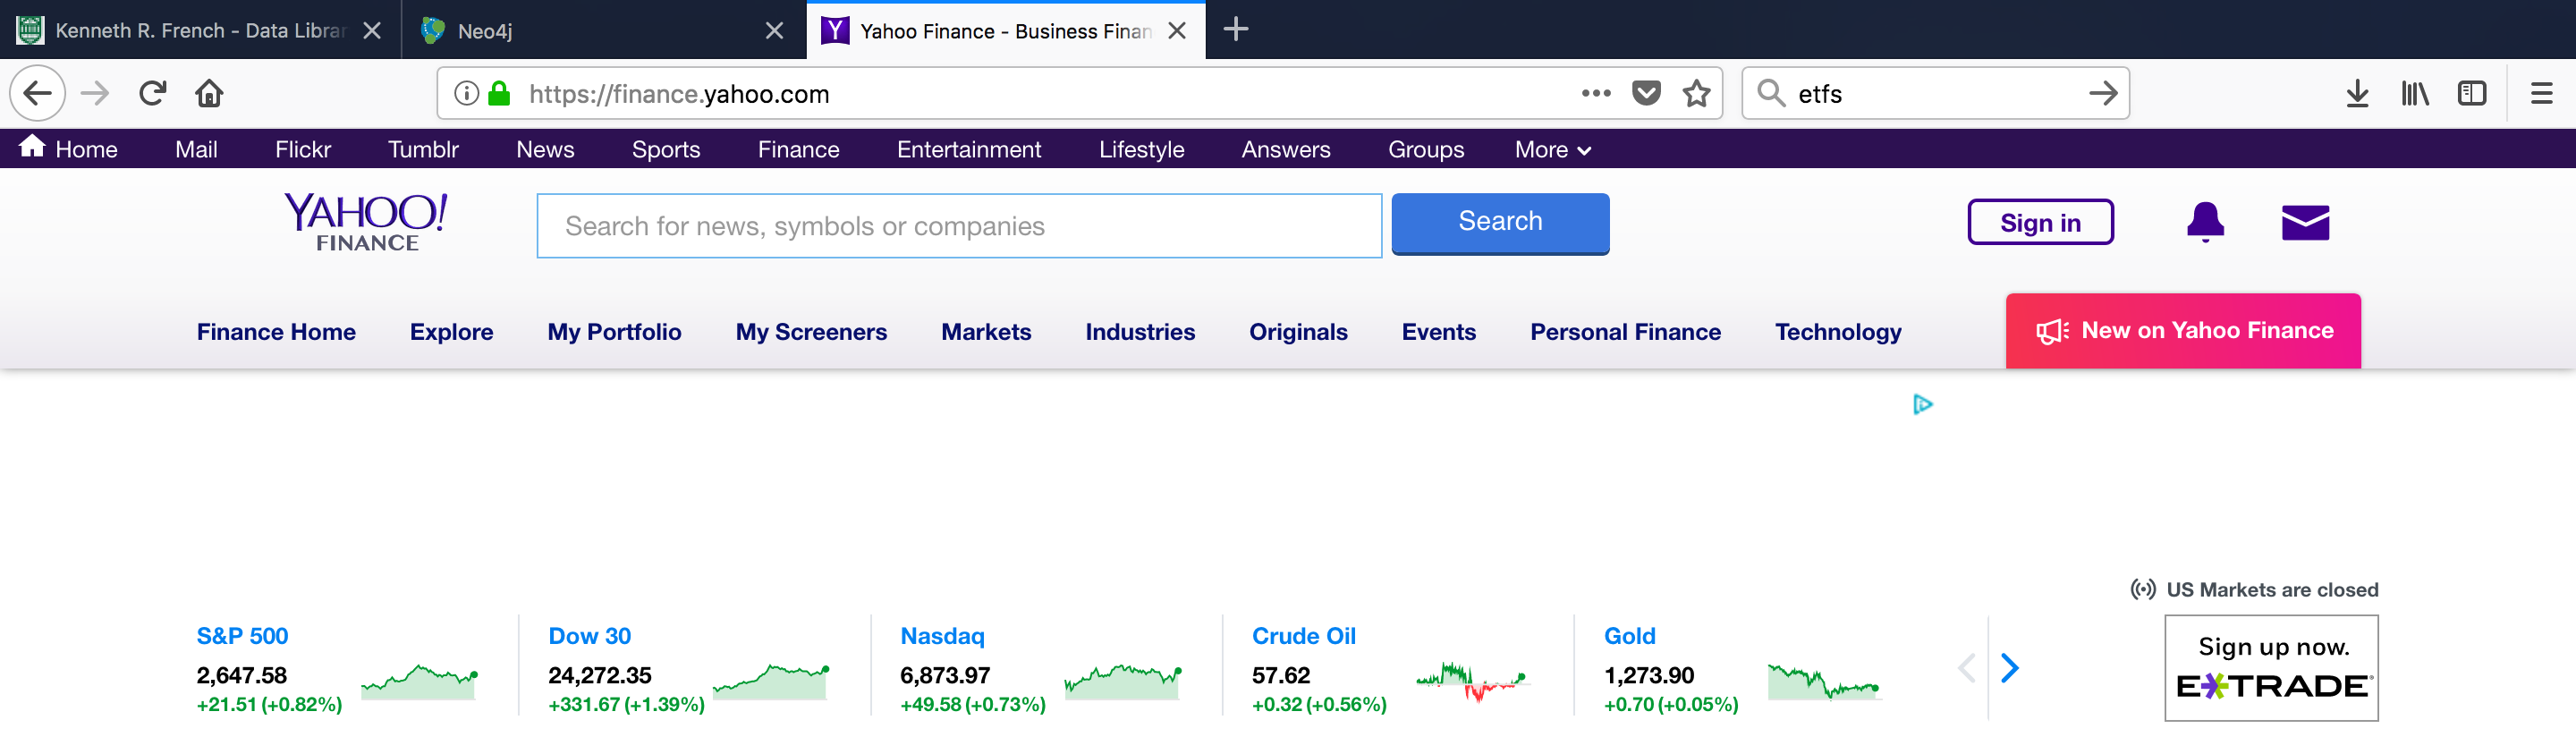 Kenneth R. French - Data Librar
Neo4j
Yahoo Finance - Business Finan
https://finance.yahoo.com
etfs
Home Mail Flickr Tumblr News Sports Finance Entertainment Lifestyle Answers Groups More
YAHOO!
FINANCE
Search for news, symbols or companies
Search
Sign in
Finance Home Explore My Portfolio My Screeners Markets Industries Originals Events Personal Finance Technology
New on Yahoo Finance
US Markets are closed
S&P 500
2,647.58
+21.51 (+0.82%)
Dow 30
24,272.35
+331.67 (+1.39%)
Nasdaq
6,873.97
+49.58 (+0.73%)
Crude Oil
57.62
+0.32 (+0.56%)
Gold
1,273.90
+0.70 (+0.05%)
Sign up now.
E*TRADE